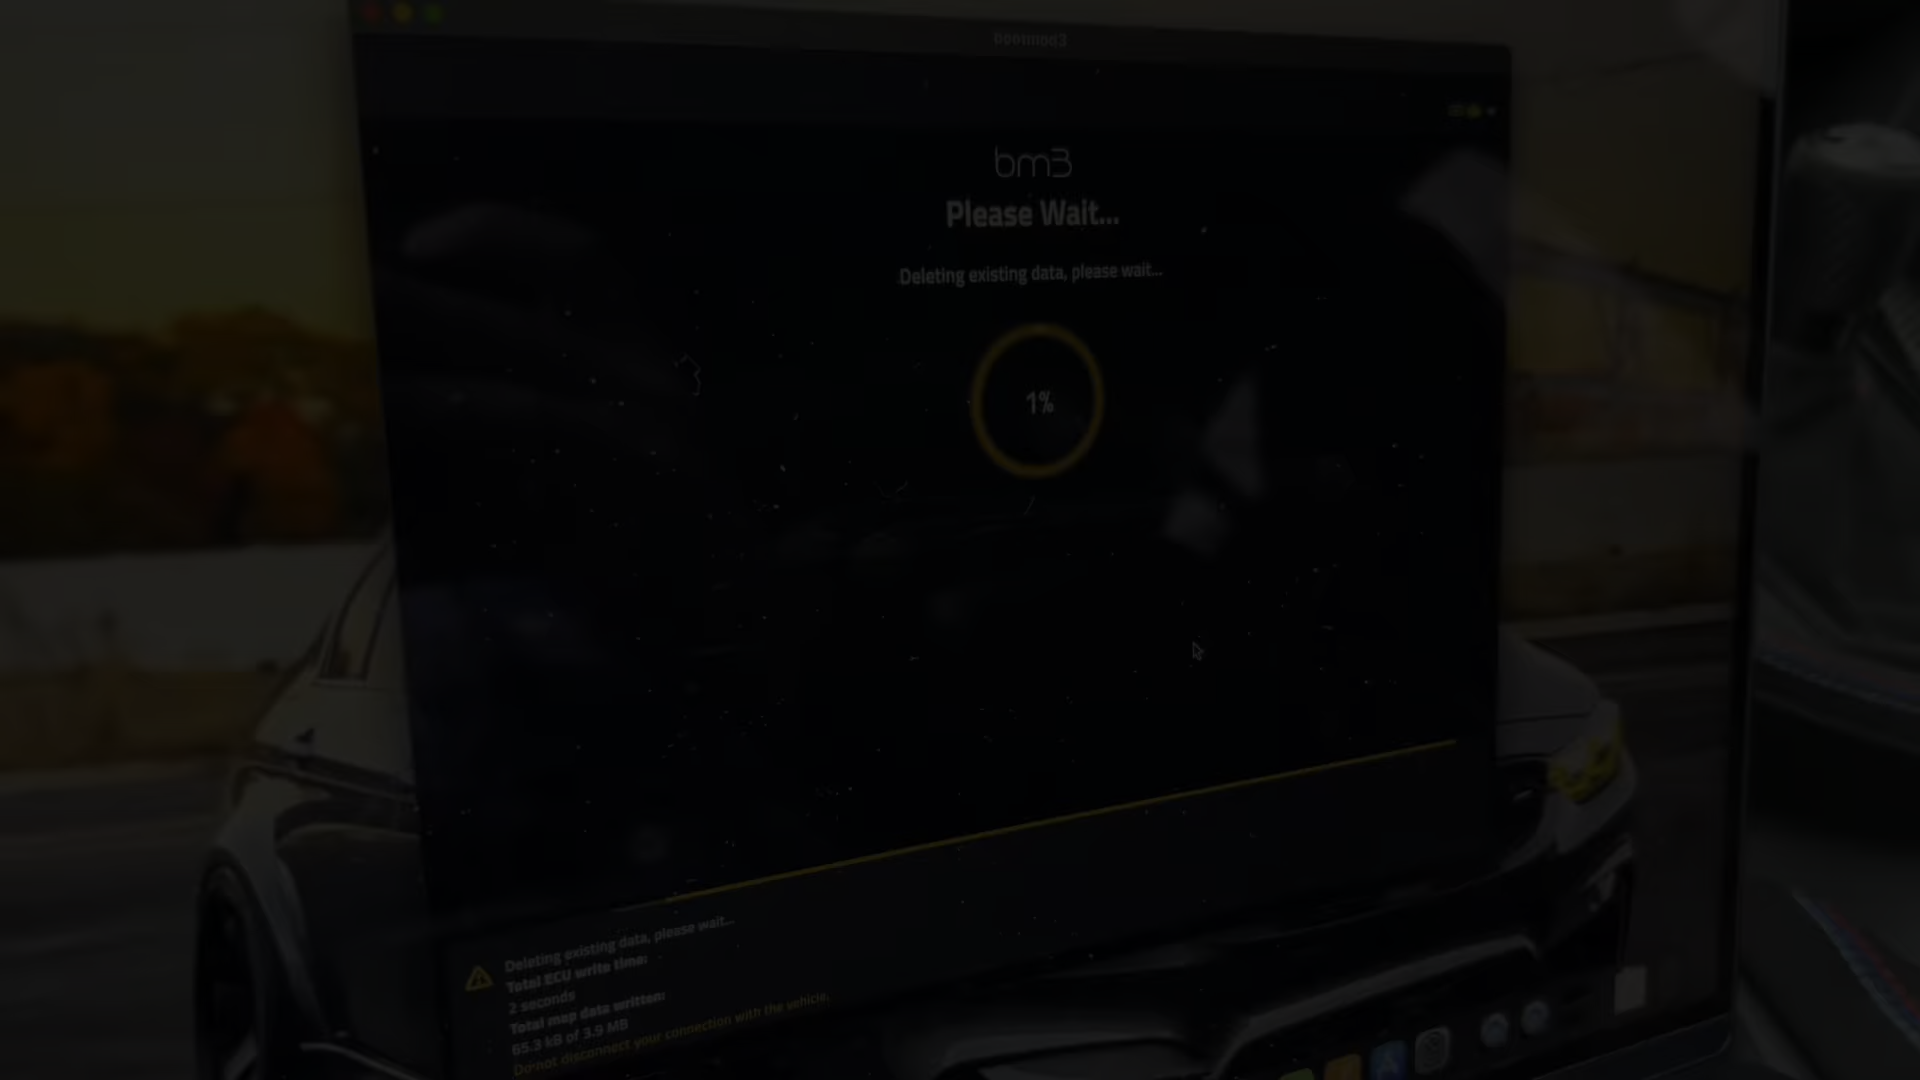 bootmod3
bm3
Please Wait...
Deleting existing data, please wait...
1%
Deleting existing data, please wait...
Total ECU write time:
2 seconds
Total map data written:
65.3 kB of 3.9 MB
Do not disconnect your connection with the vehicle.